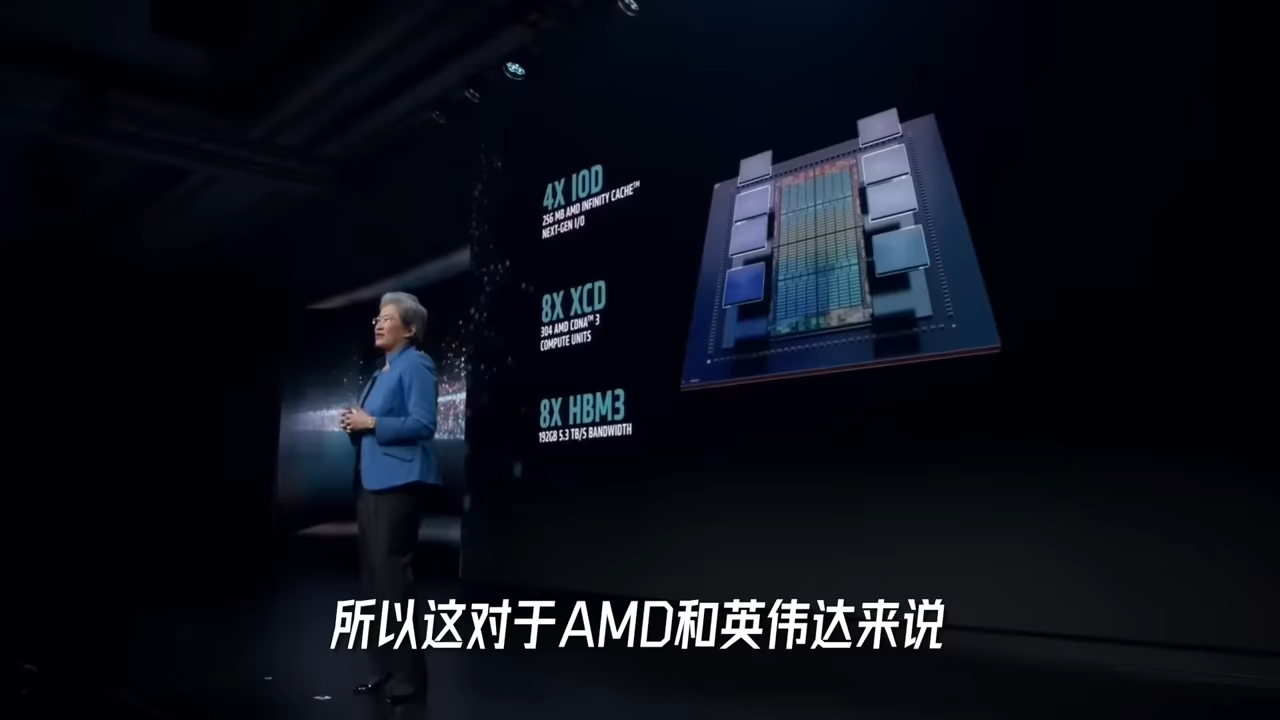 4X IOD
256 MB AMD INFINITY CACHE™
NEXT-GEN I/O
8X XCD
304 AMD CDNA™ 3
COMPUTE UNITS
8X HBM3
192GB 5.3 TB/S BANDWIDTH
所以这对于AMD和英伟达来说